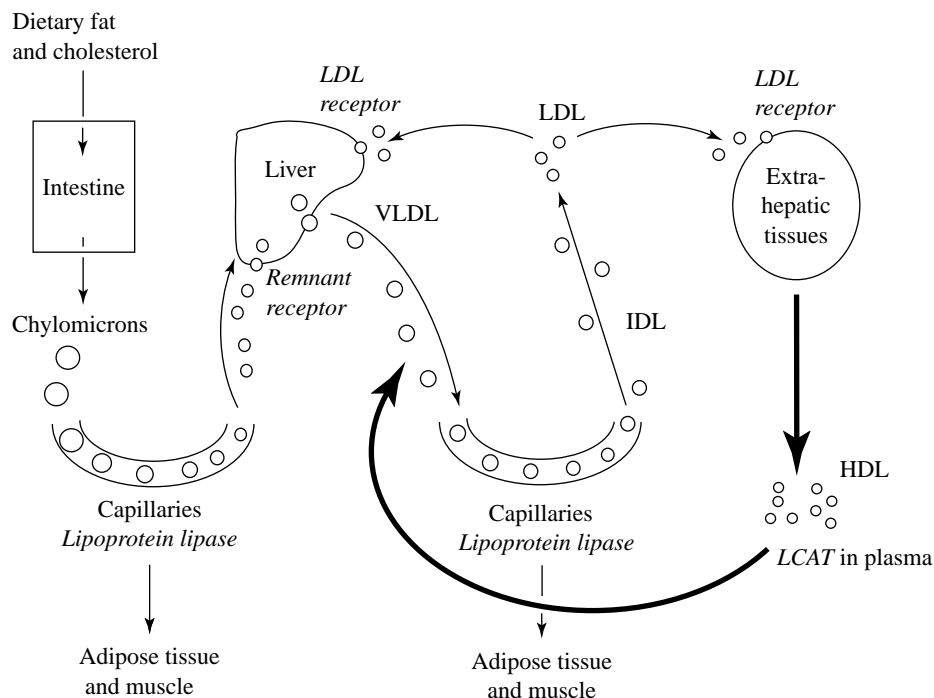 Dietary fat
and cholesterol
Intestine
Chylomicrons
Capillaries
Lipoprotein lipase
Adipose tissue
and muscle
LDL
receptor
Liver
Remnant
receptor
VLDL
LDL
IDL
Capillaries
Lipoprotein lipase
Adipose tissue
and muscle
LDL
receptor
Extra-
hepatic
tissues
HDL
LCAT in plasma